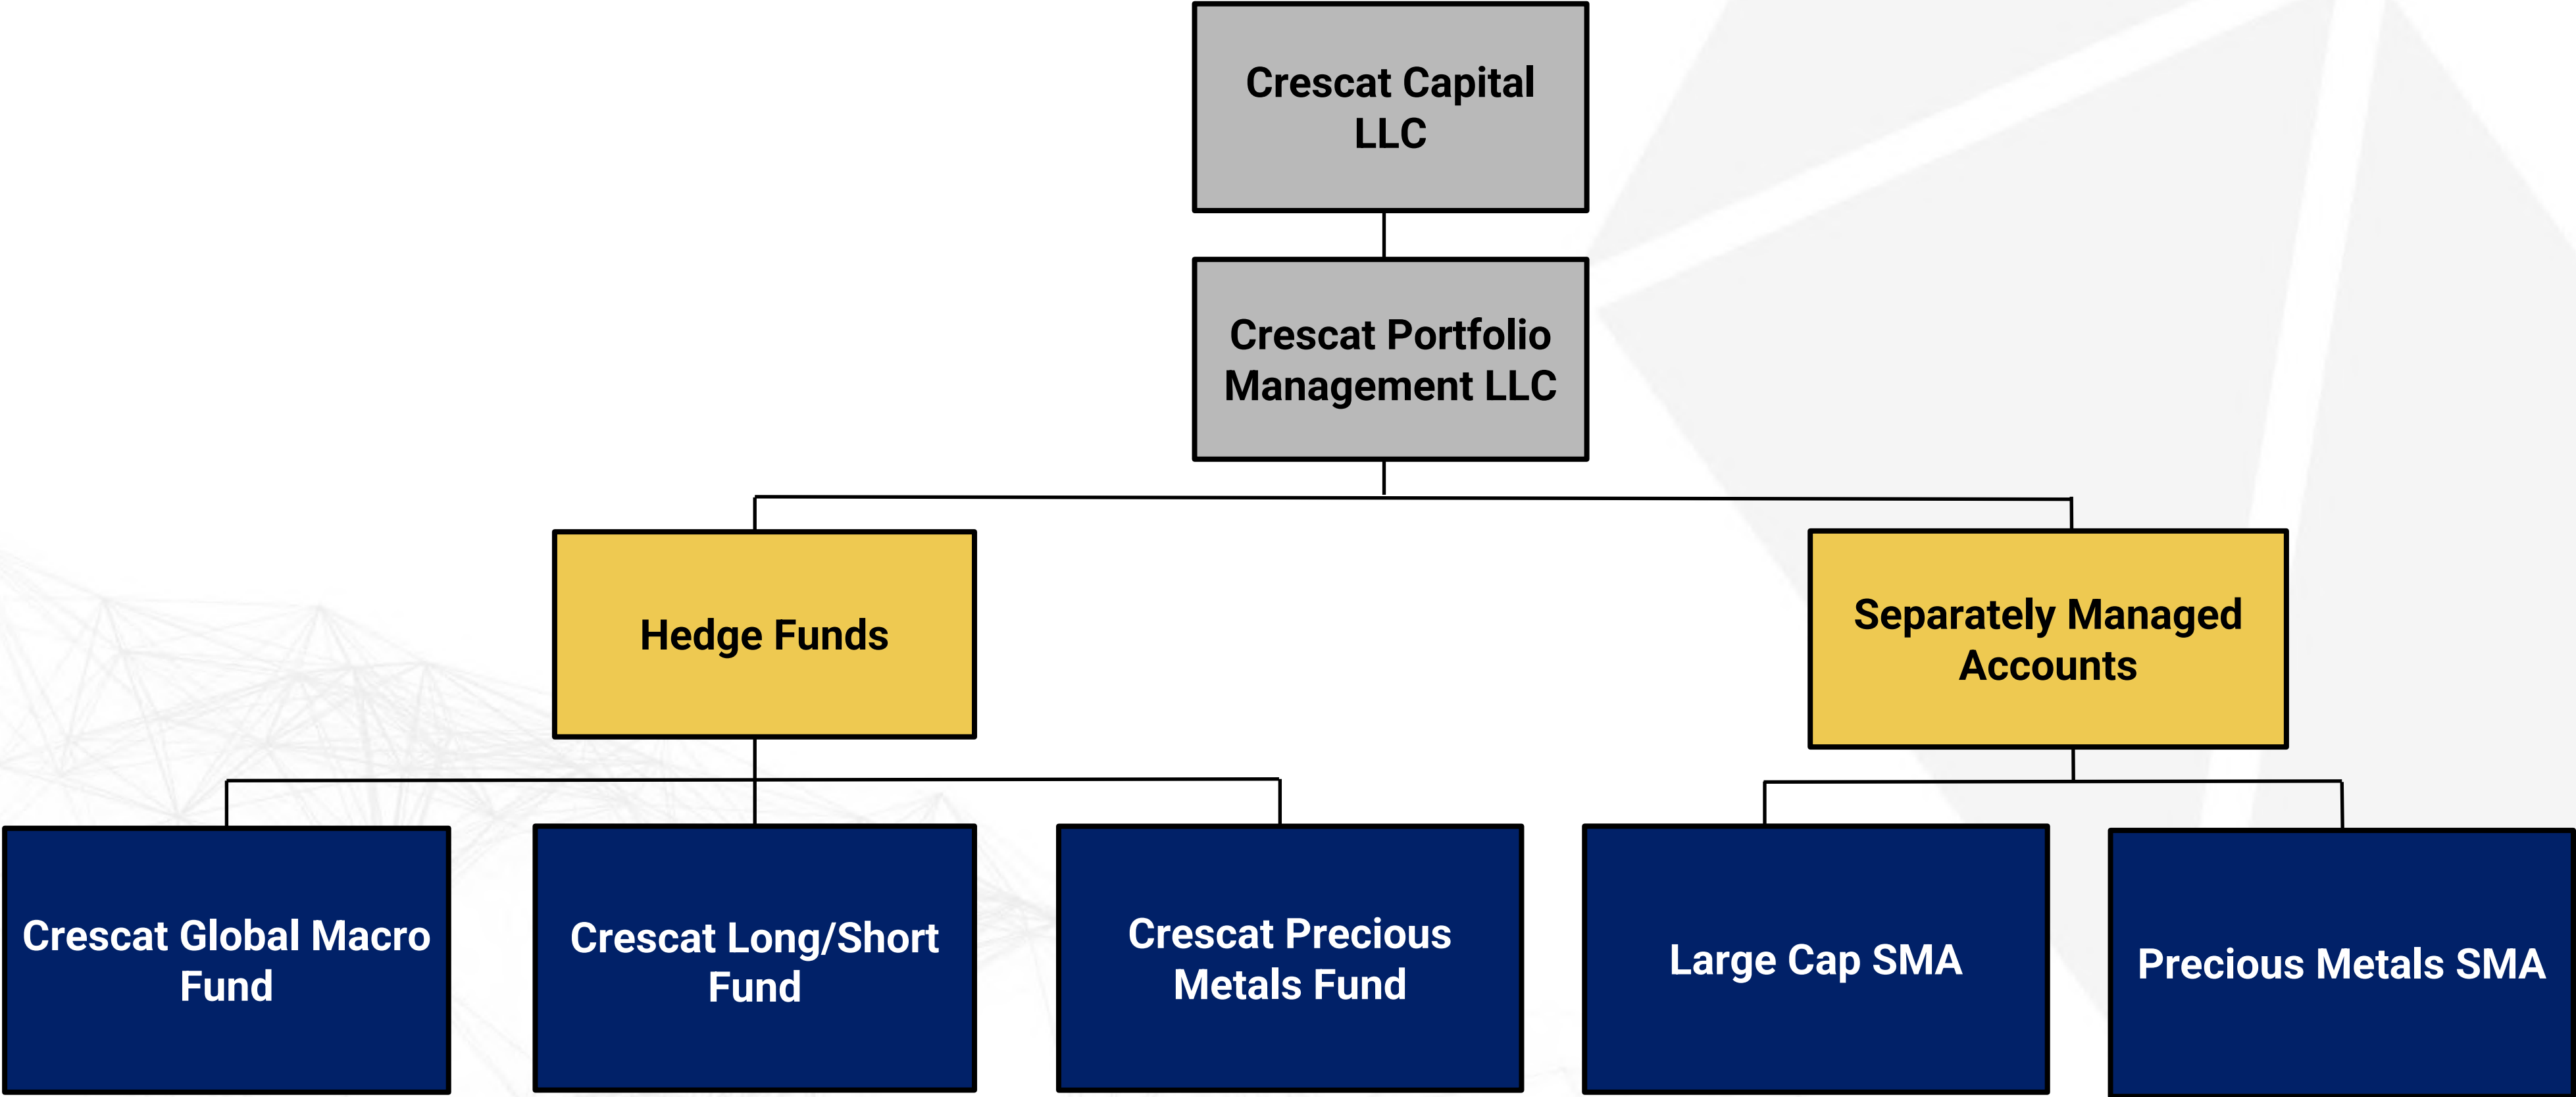 Crescat Capital
LLC
Crescat Portfolio
Management LLC
Hedge Funds
Separately Managed
Accounts
Crescat Global Macro
Fund
Crescat Long/Short
Fund
Crescat Precious
Metals Fund
Large Cap SMA
Precious Metals SMA